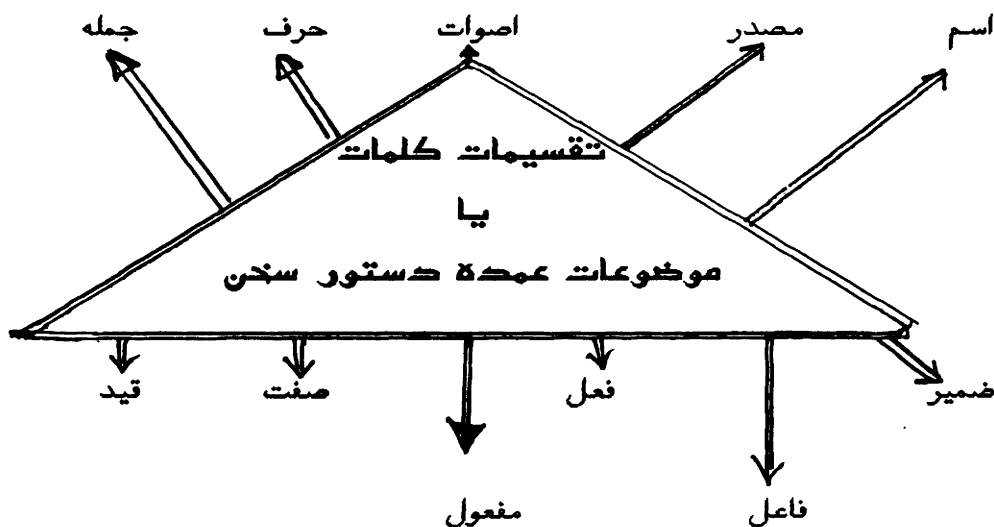 اسم مصدر اصوات حرف جمله
تقسیمات کلمات
یا
موضوعات عمده دستور سخن
ضمیر فعل صفت قید
فاعل مفعول